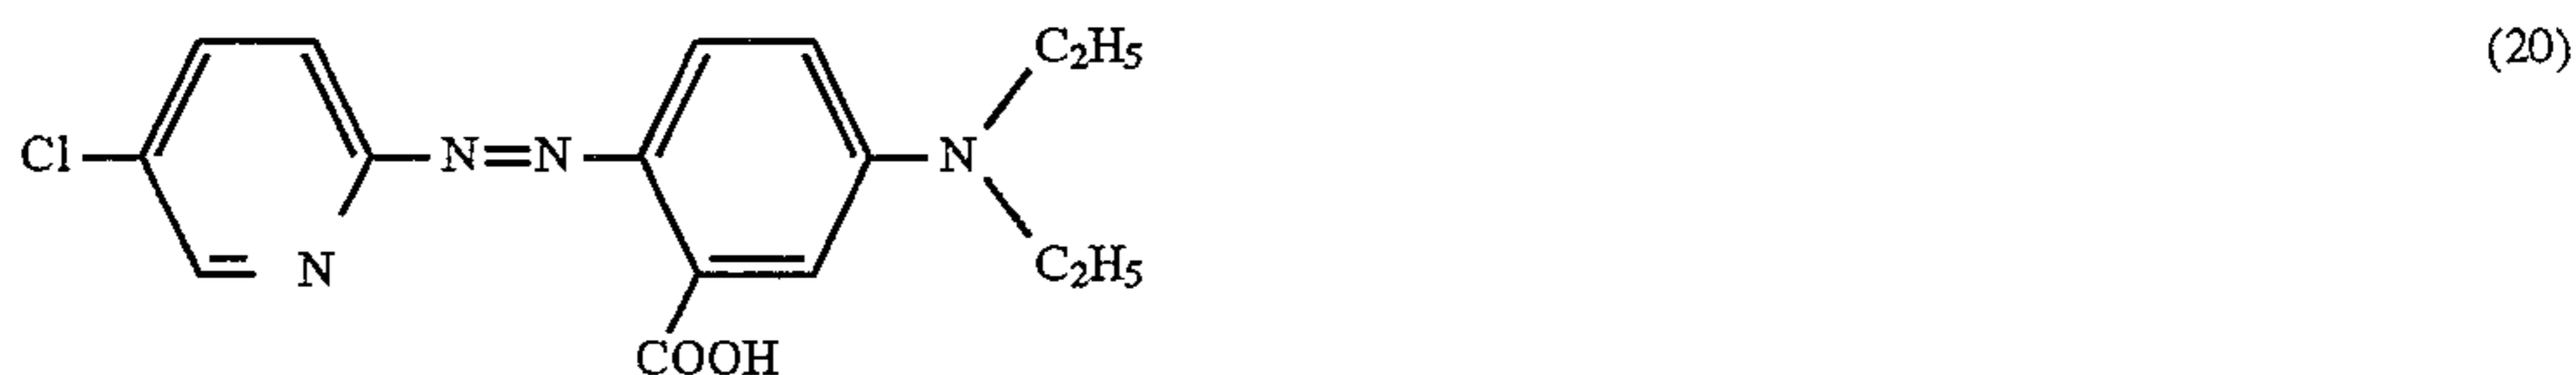 C₂H₅ (20)
Cl N=N N
N C₂H₅
COOH